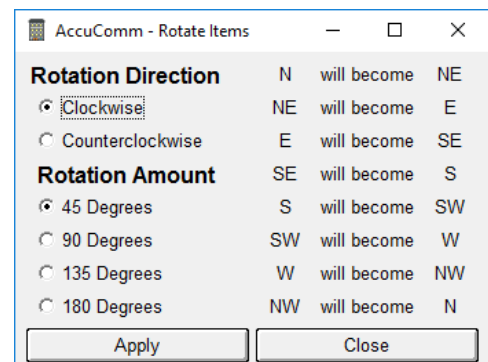 AccuComm - Rotate Items
Rotation Direction N will become NE
Clockwise NE will become E
Counterclockwise E will become SE
Rotation Amount SE will become S
45 Degrees S will become SW
90 Degrees SW will become W
135 Degrees W will become NW
180 Degrees NW will become N
Apply Close